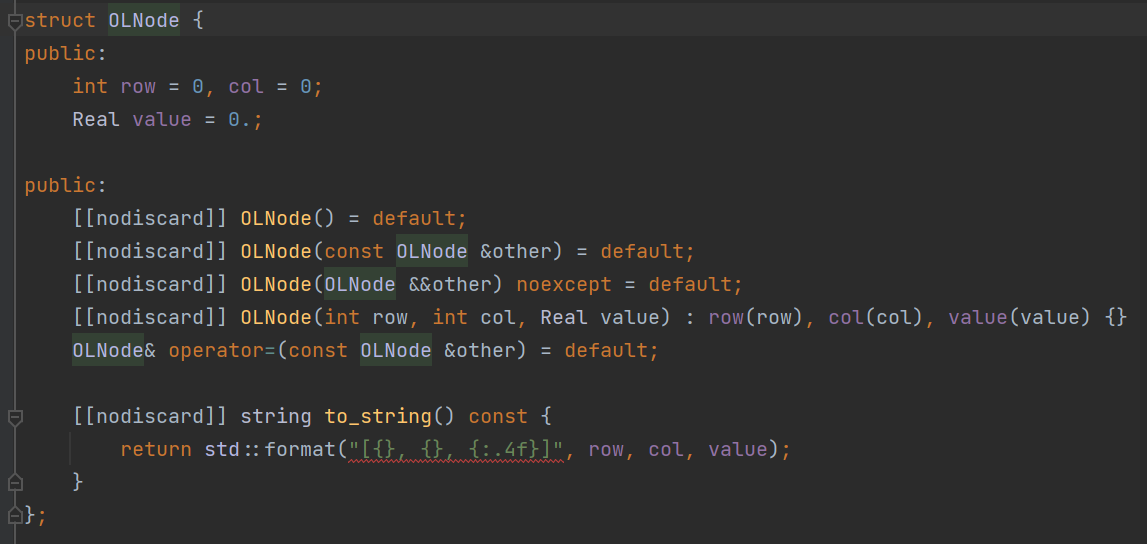 struct OLNode {
public:
    int row = 0, col = 0;
    Real value = 0.;

public:
    [[nodiscard]] OLNode() = default;
    [[nodiscard]] OLNode(const OLNode &other) = default;
    [[nodiscard]] OLNode(OLNode &&other) noexcept = default;
    [[nodiscard]] OLNode(int row, int col, Real value) : row(row), col(col), value(value) {}
    OLNode& operator=(const OLNode &other) = default;

    [[nodiscard]] string to_string() const {
        return std::format("[{}, {}, {:.4f}]", row, col, value);
    }
};